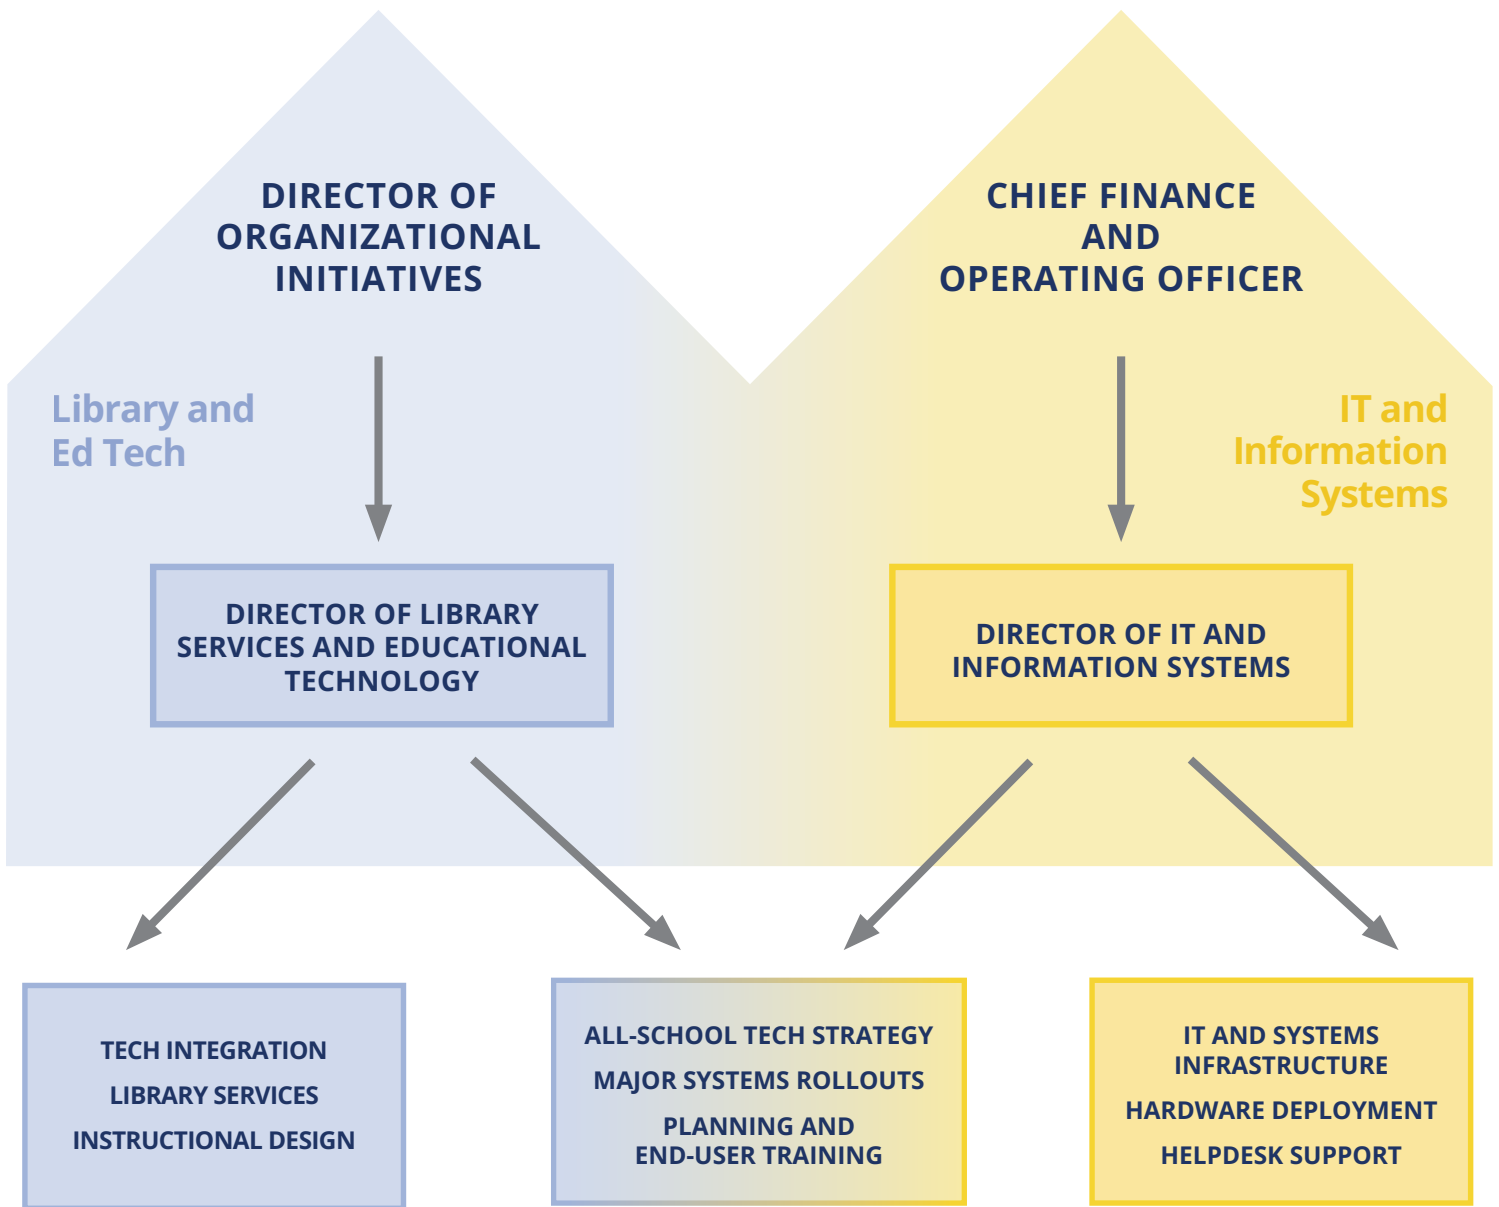 DIRECTOR OF
ORGANIZATIONAL
INITIATIVES
CHIEF FINANCE
AND
OPERATING OFFICER
Library and
Ed Tech
IT and
Information
Systems
DIRECTOR OF LIBRARY
SERVICES AND EDUCATIONAL
TECHNOLOGY
DIRECTOR OF IT AND
INFORMATION SYSTEMS
TECH INTEGRATION
LIBRARY SERVICES
INSTRUCTIONAL DESIGN
ALL-SCHOOL TECH STRATEGY
MAJOR SYSTEMS ROLLOUTS
PLANNING AND
END-USER TRAINING
IT AND SYSTEMS
INFRASTRUCTURE
HARDWARE DEPLOYMENT
HELPDESK SUPPORT